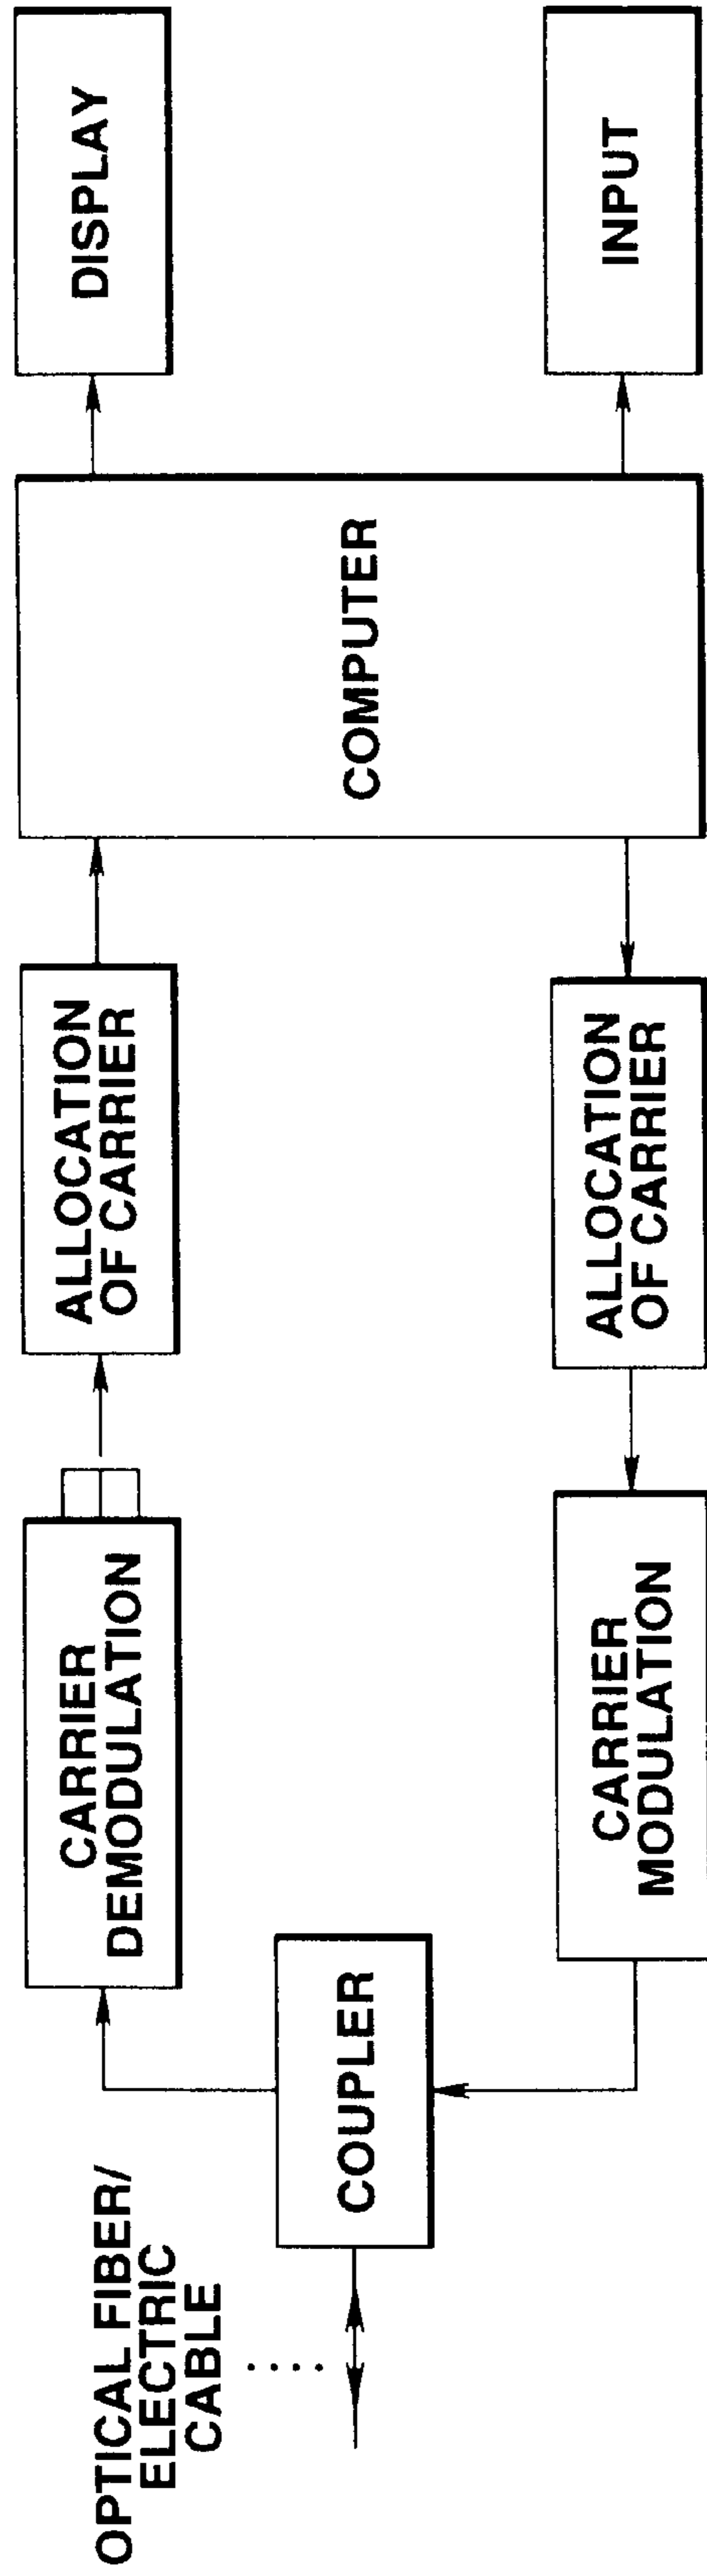 OPTICAL FIBER/
ELECTRIC
CABLE
COUPLER
CARRIER
DEMODULATION
ALLOCATION
OF CARRIER
COMPUTER
DISPLAY
CARRIER
MODULATION
ALLOCATION
OF CARRIER
INPUT